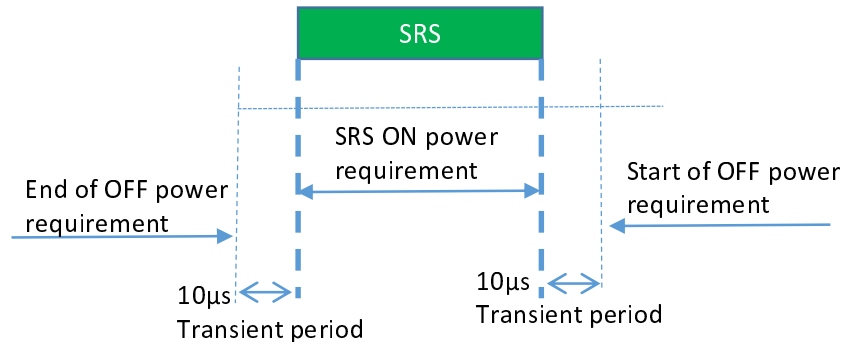 SRS
SRS ON power
requirement
End of OFF power
requirement
Start of OFF power
requirement
10µs
Transient period
10µs
Transient period